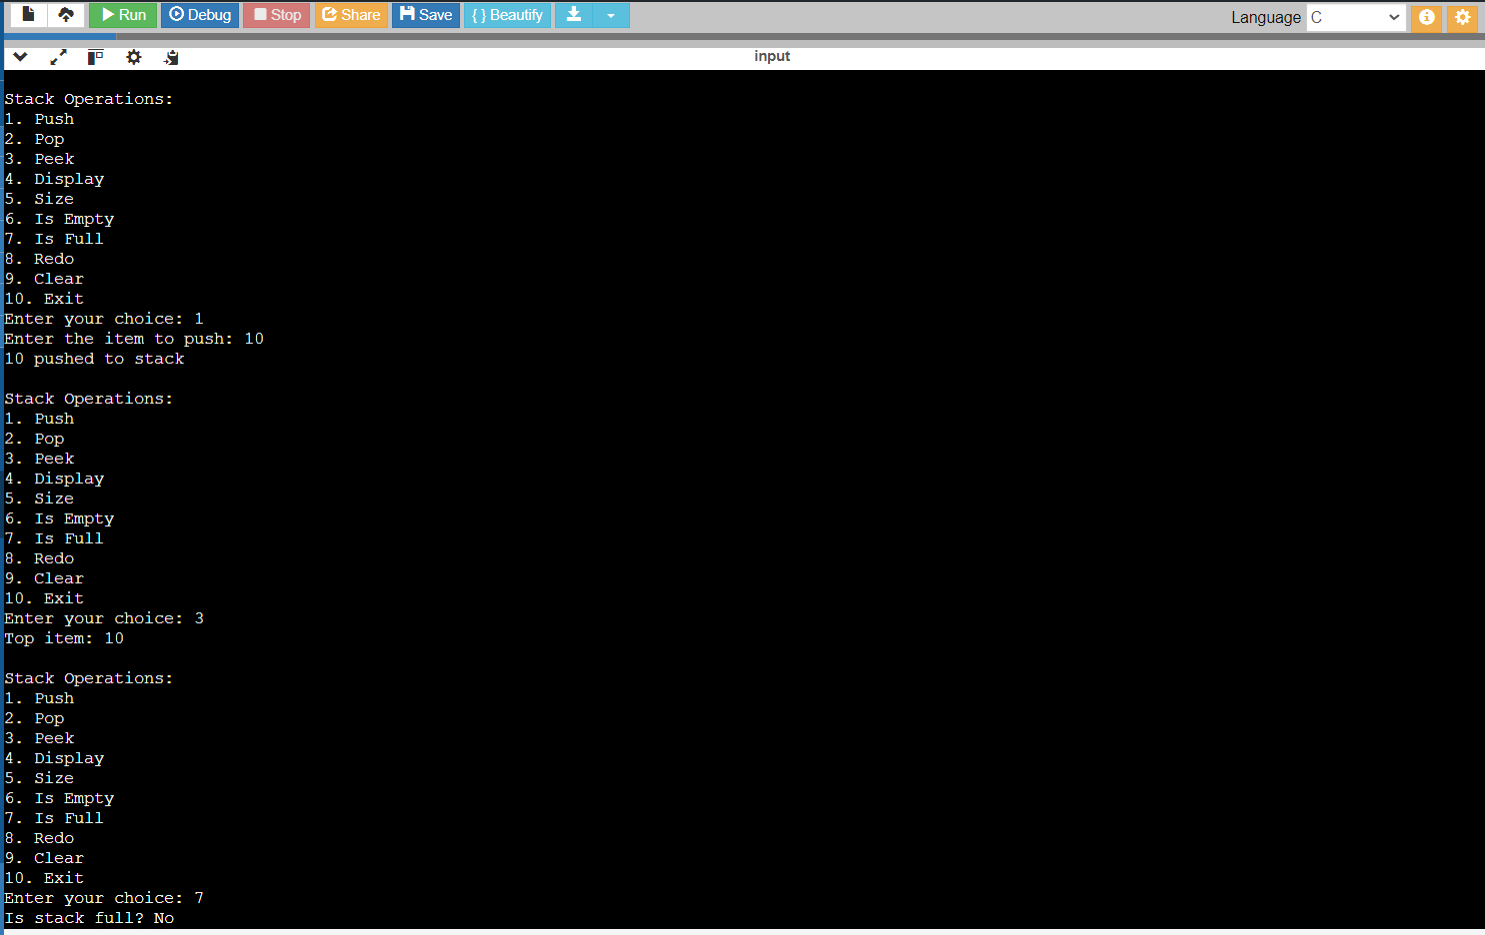 Run Debug Stop Share Save { } Beautify Language C
input
Stack Operations:
1. Push
2. Pop
3. Peek
4. Display
5. Size
6. Is Empty
7. Is Full
8. Redo
9. Clear
10. Exit
Enter your choice: 1
Enter the item to push: 10
10 pushed to stack
Stack Operations:
1. Push
2. Pop
3. Peek
4. Display
5. Size
6. Is Empty
7. Is Full
8. Redo
9. Clear
10. Exit
Enter your choice: 3
Top item: 10
Stack Operations:
1. Push
2. Pop
3. Peek
4. Display
5. Size
6. Is Empty
7. Is Full
8. Redo
9. Clear
10. Exit
Enter your choice: 7
Is stack full? No